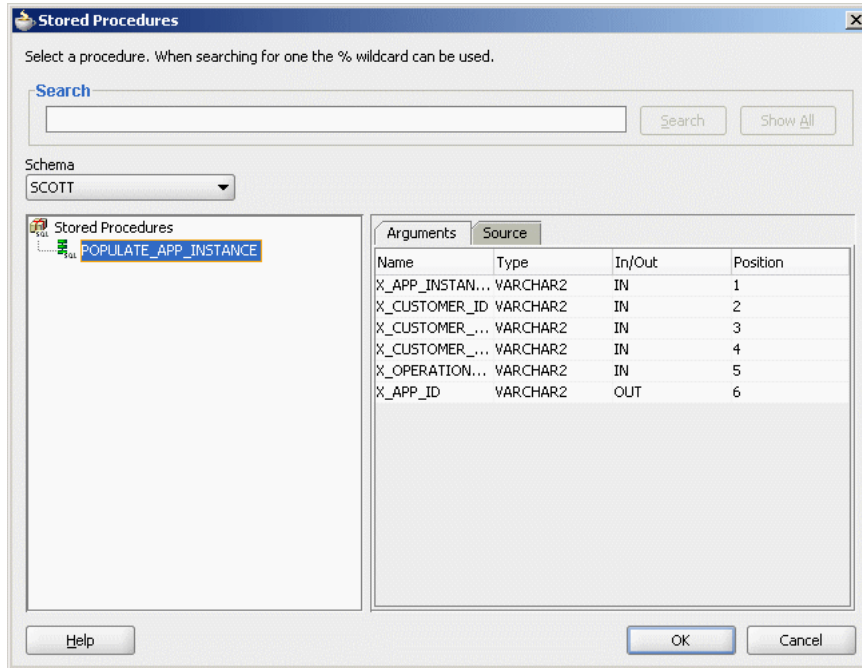 Stored Procedures
Select a procedure. When searching for one the % wildcard can be used.
Search
Search Show All
Schema
SCOTT
Stored Procedures
POPULATE_APP_INSTANCE
Arguments Source
Name Type In/Out Position
X_APP_INSTAN... VARCHAR2 IN 1
X_CUSTOMER_ID VARCHAR2 IN 2
X_CUSTOMER_... VARCHAR2 IN 3
X_CUSTOMER_... VARCHAR2 IN 4
X_OPERATION... VARCHAR2 IN 5
X_APP_ID VARCHAR2 OUT 6
Help OK Cancel